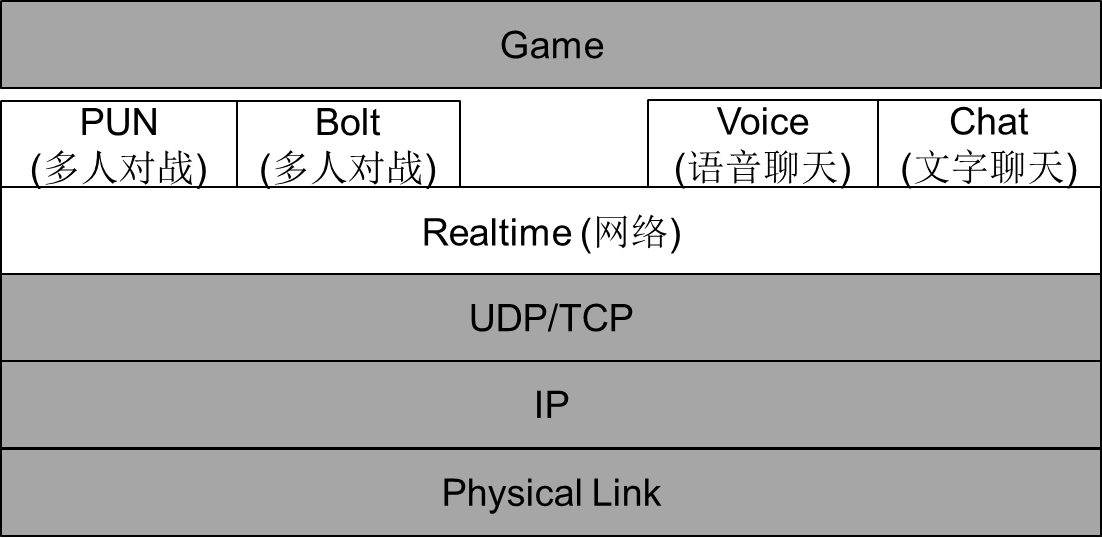 Game
PUN
(多人对战)
Bolt
(多人对战)
Voice
(语音聊天)
Chat
(文字聊天)
Realtime (网络)
UDP/TCP
IP
Physical Link